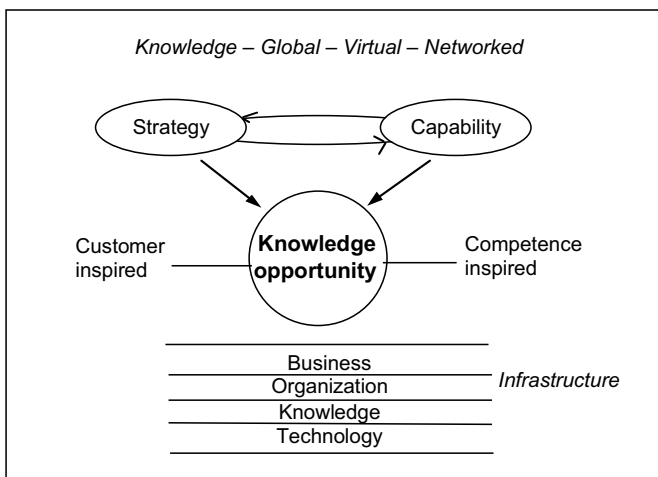 Knowledge – Global – Virtual – Networked
Strategy
Capability
Customer
inspired
Knowledge
opportunity
Competence
inspired
Business
Organization
Infrastructure
Knowledge
Technology